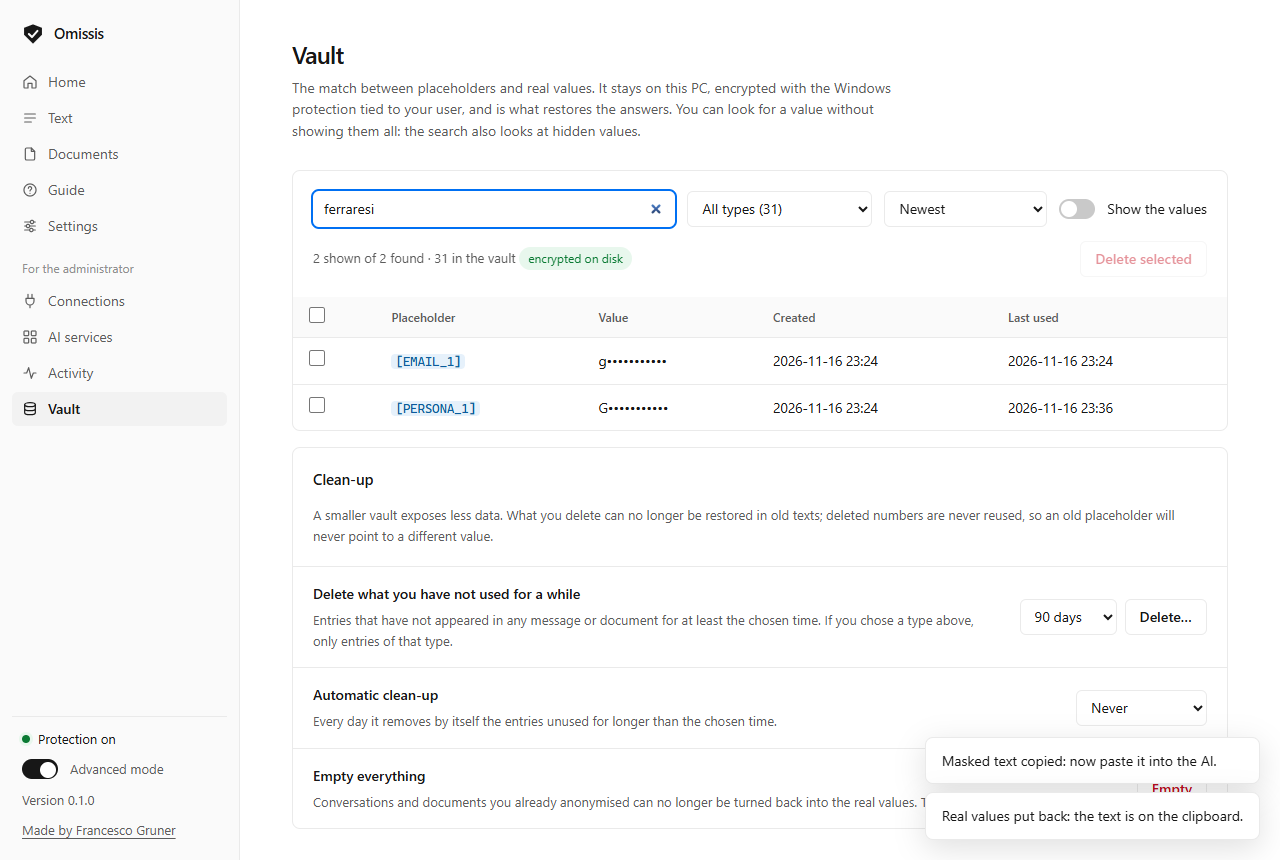 Omissis
Home
Text
Documents
Guide
Settings
For the administrator
Connections
AI services
Activity
Vault
Protection on
Advanced mode
Version 0.1.0
Made by Francesco Gruner
Vault
The match between placeholders and real values. It stays on this PC, encrypted with the Windows
protection tied to your user, and is what restores the answers. You can look for a value without
showing them all: the search also looks at hidden values.
ferraresi
All types (31)
Newest
Show the values
2 shown of 2 found · 31 in the vault encrypted on disk
Delete selected
Placeholder Value Created Last used
[EMAIL_1] g••••••••••• 2026-11-16 23:24 2026-11-16 23:24
[PERSONA_1] G••••••••••• 2026-11-16 23:24 2026-11-16 23:36
Clean-up
A smaller vault exposes less data. What you delete can no longer be restored in old texts; deleted numbers are never reused, so an old placeholder will
never point to a different value.
Delete what you have not used for a while
Entries that have not appeared in any message or document for at least the chosen time. If you chose a type above,
only entries of that type.
90 days
Delete...
Automatic clean-up
Every day it removes by itself the entries unused for longer than the chosen time.
Never
Empty everything
Conversations and documents you already anonymised can no longer be turned back into the real values.
Empty
Masked text copied: now paste it into the AI.
Real values put back: the text is on the clipboard.